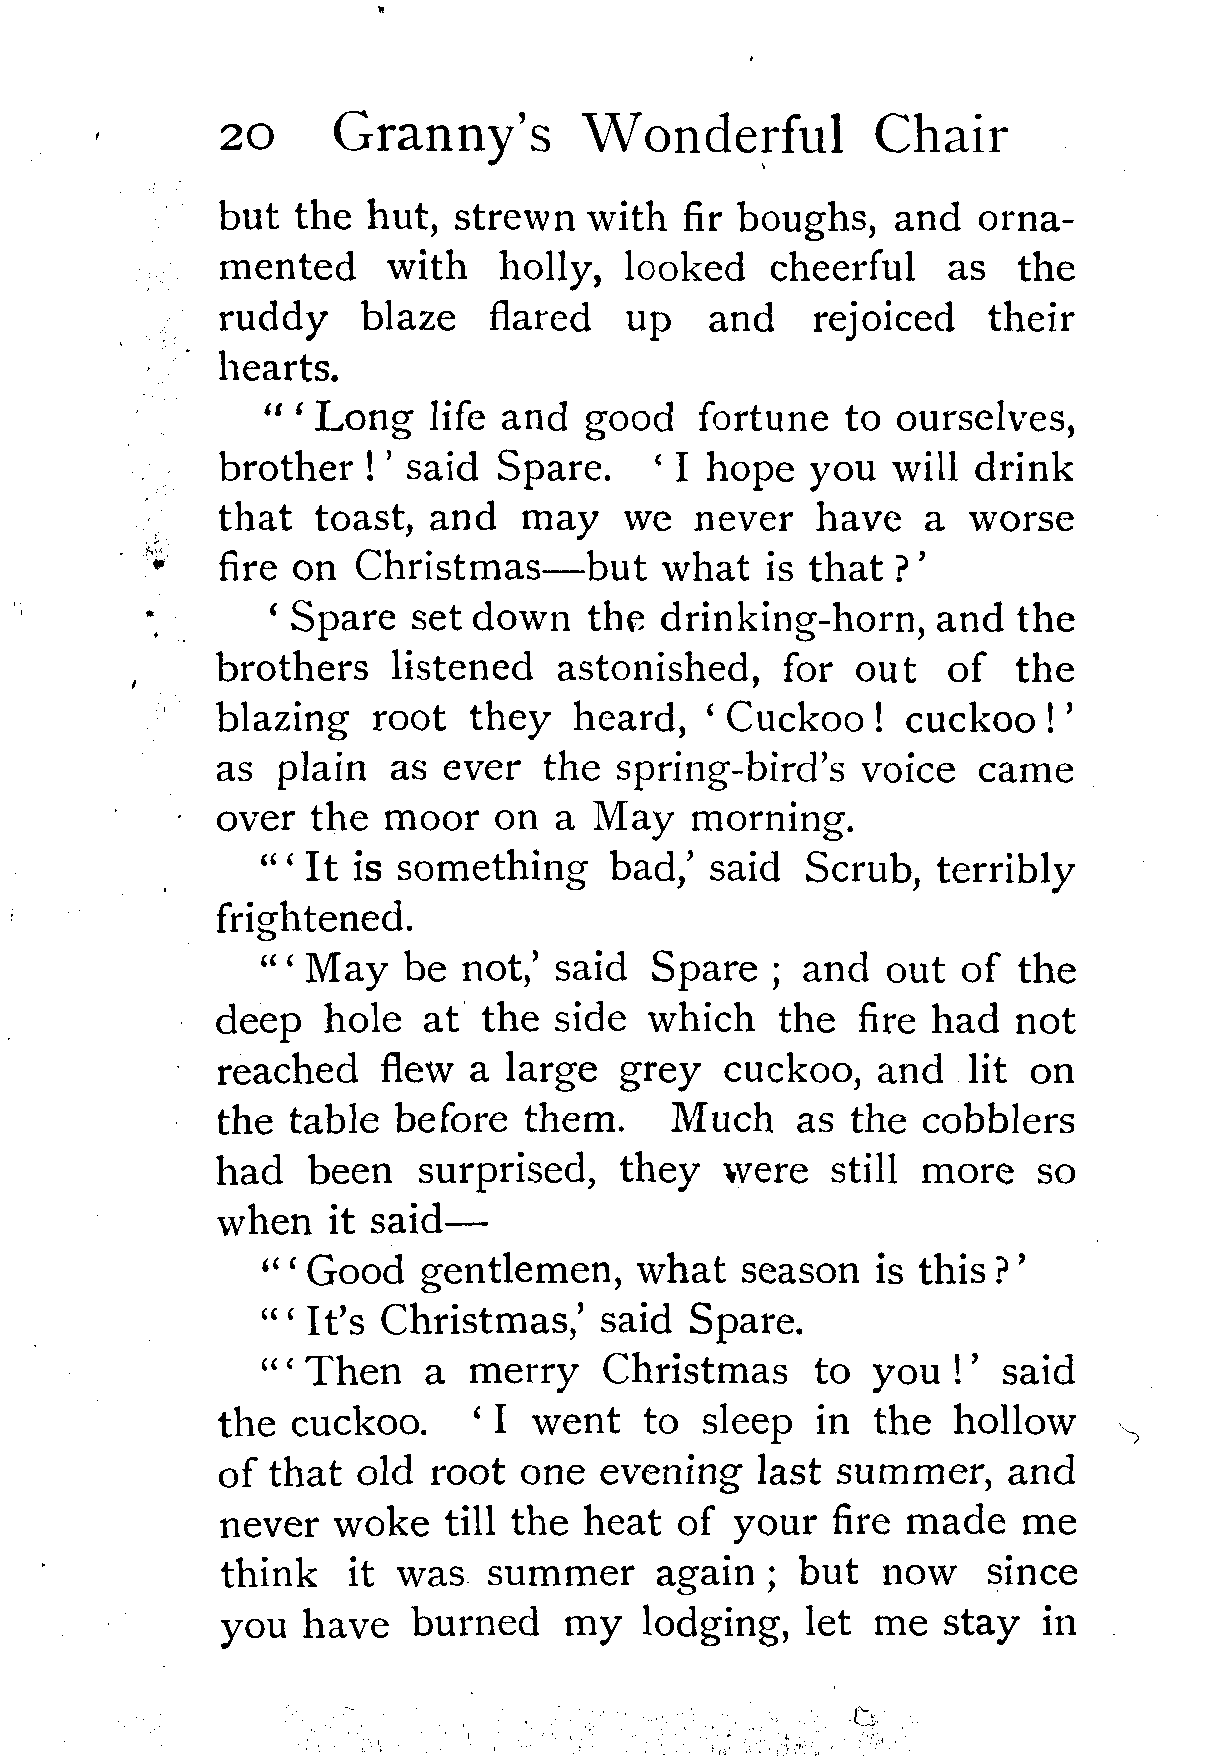 20 Granny's Wonderful Chair
but the hut, strewn with fir boughs, and orna-
mented with holly, looked cheerful as the
ruddy blaze flared up and rejoiced their
hearts.
" ' Long life and good fortune to ourselves,
brother ! ' said Spare. ' I hope you will drink
that toast, and may we never have a worse
fire on Christmas—but what is that ? '
' Spare set down the drinking-horn, and the
brothers listened astonished, for out of the
blazing root they heard, ' Cuckoo ! cuckoo ! '
as plain as ever the spring-bird's voice came
over the moor on a May morning.
" ' It is something bad,' said Scrub, terribly
frightened.
" ' May be not,' said Spare ; and out of the
deep hole at the side which the fire had not
reached flew a large grey cuckoo, and lit on
the table before them. Much as the cobblers
had been surprised, they were still more so
when it said—
" ' Good gentlemen, what season is this ? '
" ' It's Christmas,' said Spare.
" ' Then a merry Christmas to you ! ' said
the cuckoo. ' I went to sleep in the hollow
of that old root one evening last summer, and
never woke till the heat of your fire made me
think it was summer again ; but now since
you have burned my lodging, let me stay in